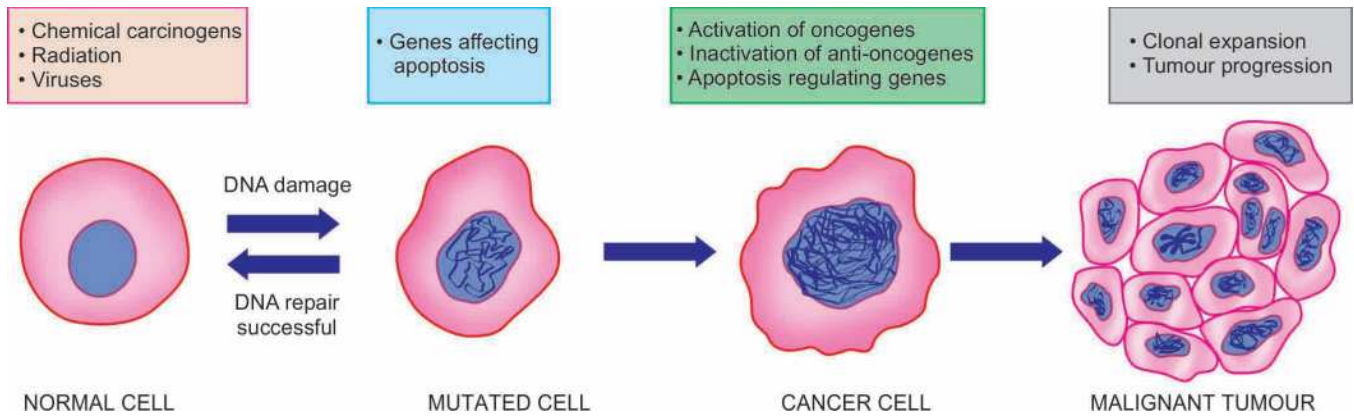 • Chemical carcinogens
• Radiation
• Viruses
• Genes affecting
apoptosis
• Activation of oncogenes
• Inactivation of anti-oncogenes
• Apoptosis regulating genes
• Clonal expansion
• Tumour progression
DNA damage
DNA repair
successful
NORMAL CELL
MUTATED CELL
CANCER CELL
MALIGNANT TUMOUR